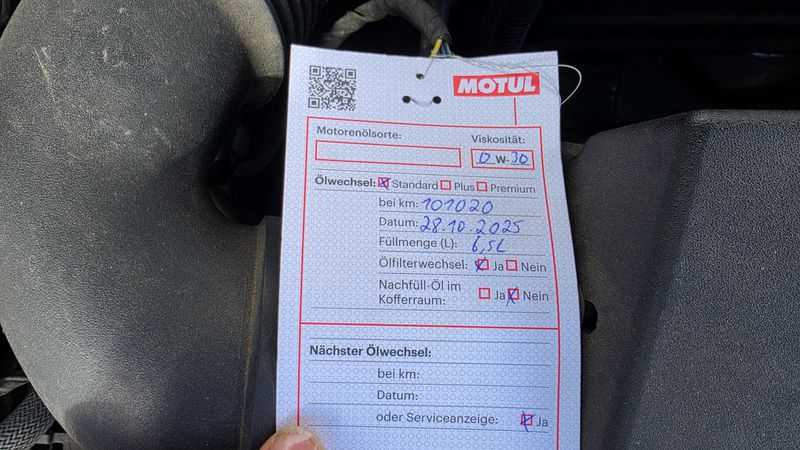 MOTUL
Motorenölsorte:
Viskosität:
0 W-30
Ölwechsel: Standard Plus Premium
bei km: 101020
Datum: 28.10.2025
Füllmenge (L): 6,5L
Ölfilterwechsel: Ja Nein
Nachfüll-Öl im
Kofferraum: Ja Nein
Nächster Ölwechsel:
bei km:
Datum:
oder Serviceanzeige: Ja